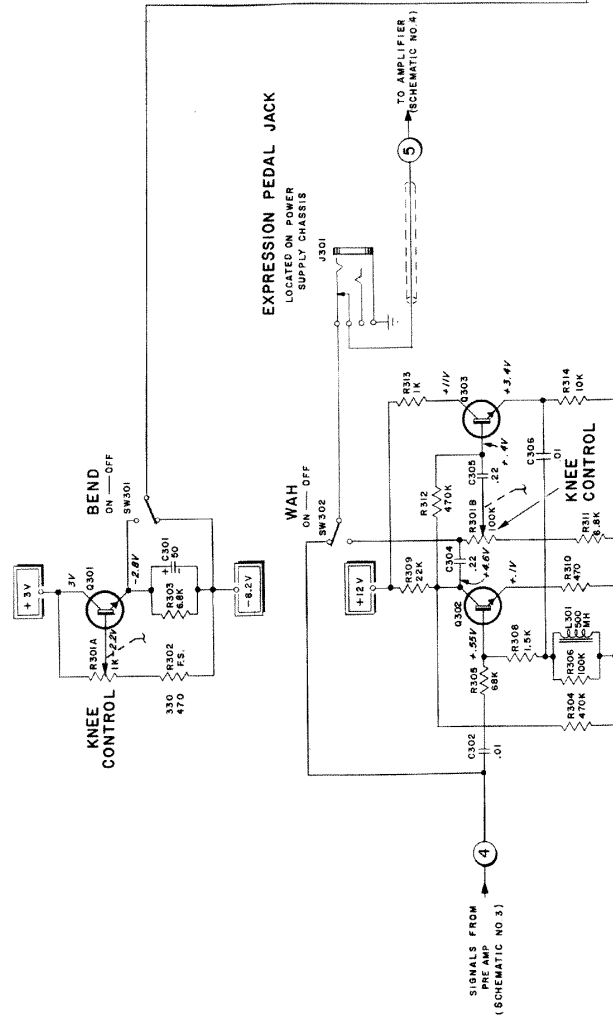 KNEE
CONTROL
+3V
3V
Q301
R301A
1K
-2.2V
-2.8V
R302
F.S.
330
470
C301
50
+
R303
6.8K
-8.2V
BEND
ON — OFF
SW301
EXPRESSION PEDAL JACK
LOCATED ON POWER
SUPPLY CHASSIS
J301
5
TO AMPLIFIER
(SCHEMATIC NO.4)
WAH
ON — OFF
SW302
+12V
R309
22K
R312
470K
R313
1K
+11V
Q303
+3.4V
+.4V
C305
.22
R301B
100K
C304
.22
+4.6V
Q302
+.1V
+.55V
R305
68K
C302
.01
R308
1.5K
C306
.01
R314
10K
KNEE
CONTROL
R311
6.8K
R310
470
L301
500
MH
R306
100K
R304
470K
4
SIGNALS FROM
PRE AMP
(SCHEMATIC NO 3)